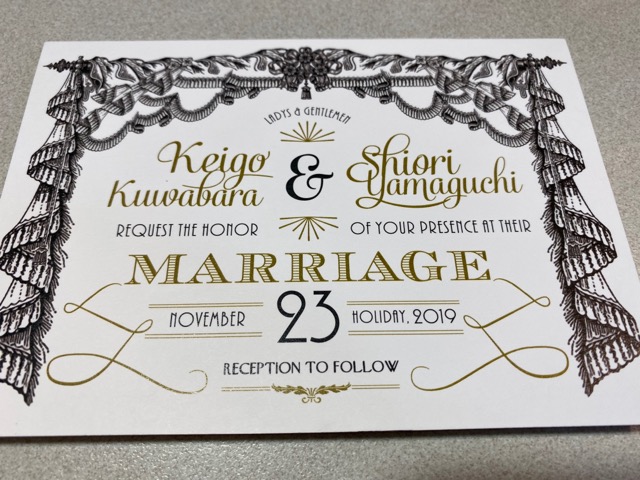 LADYS & GENTLEMEN
Keigo Kuwabara & Shiori Yamaguchi
REQUEST THE HONOR OF YOUR PRESENCE AT THEIR
MARRIAGE
NOVEMBER 23 HOLIDAY, 2019
RECEPTION TO FOLLOW